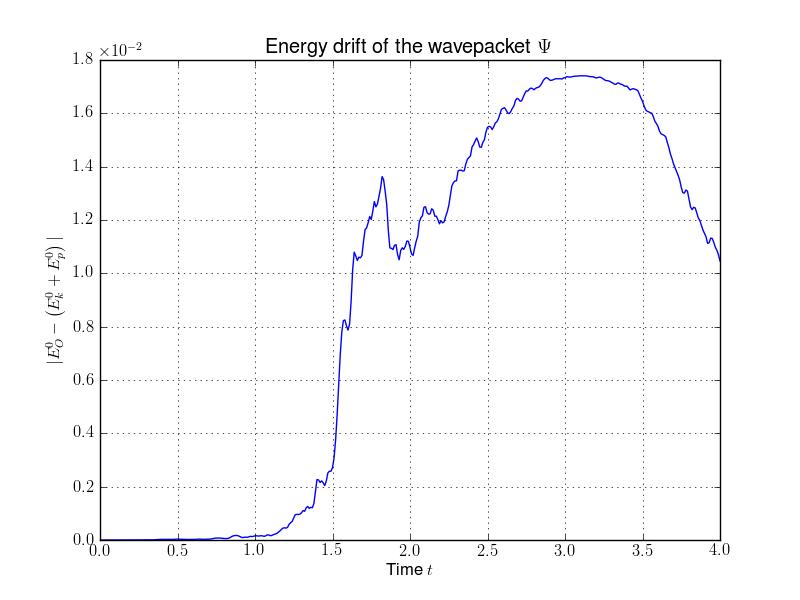 Energy drift of the wavepacket Ψ
×10⁻²
1.8
1.6
1.4
1.2
1.0
0.8
0.6
0.4
0.2
0.0
|E_O^0 − (E_k^0 + E_p^0) |
0.0 0.5 1.0 1.5 2.0 2.5 3.0 3.5 4.0
Time t